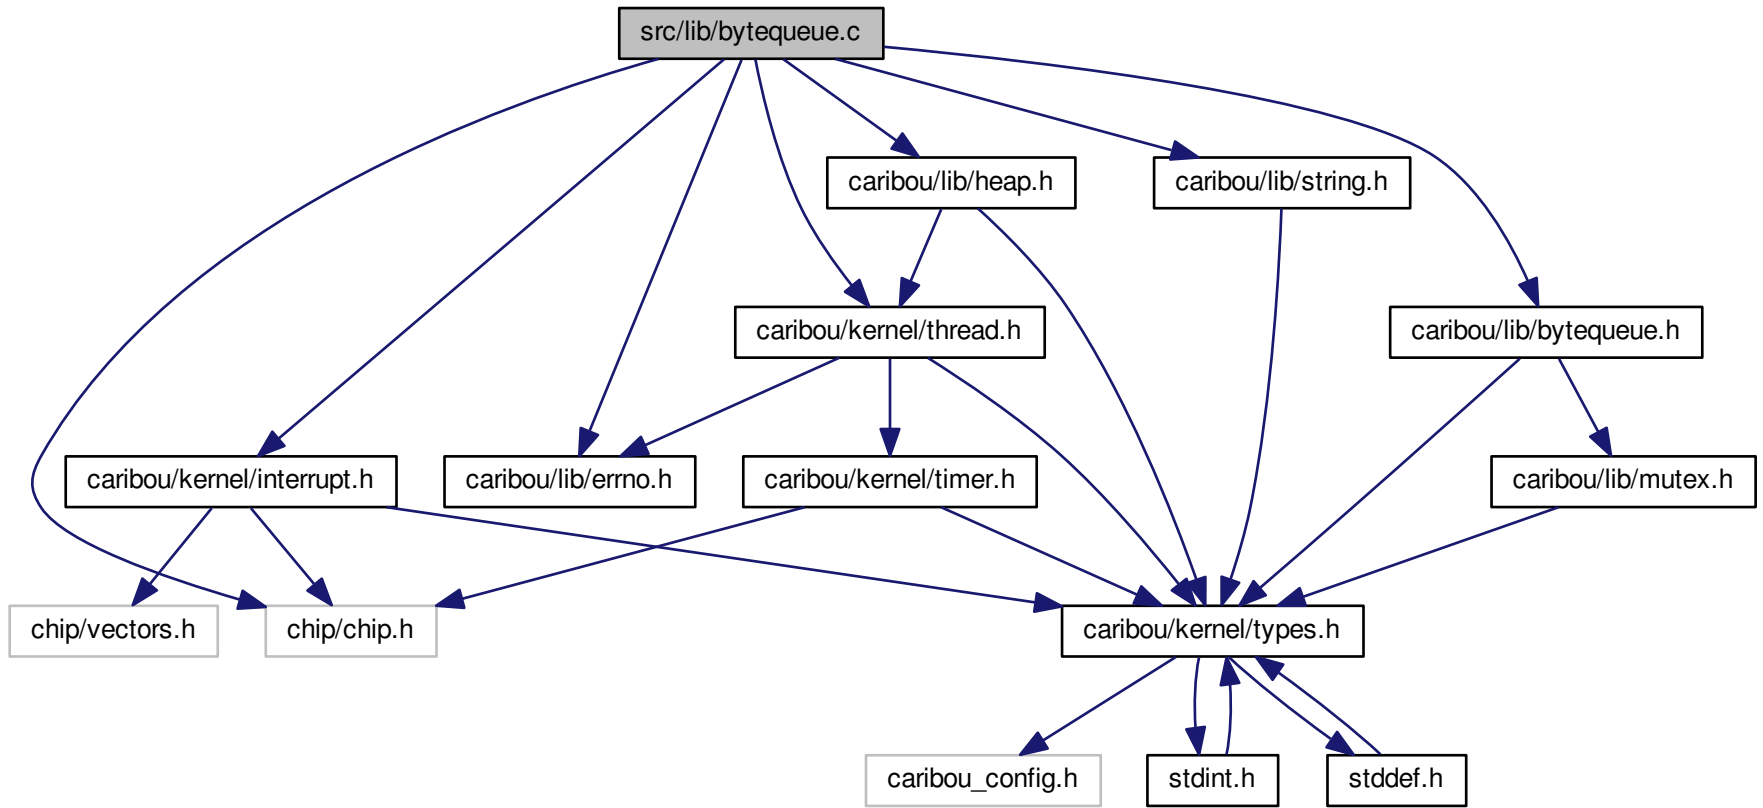 src/lib/bytequeue.c
caribou/lib/heap.h
caribou/lib/string.h
caribou/kernel/thread.h
caribou/lib/bytequeue.h
caribou/kernel/interrupt.h
caribou/lib/errno.h
caribou/kernel/timer.h
caribou/lib/mutex.h
chip/vectors.h
chip/chip.h
caribou/kernel/types.h
caribou_config.h
stdint.h
stddef.h